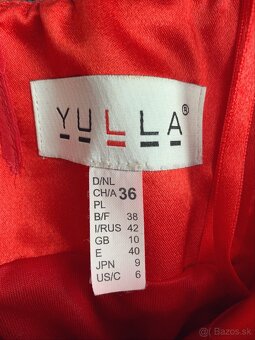 YULLA®
D/NL
CH/A 36
PL
B/F 38
I/RUS 42
GB 10
E 40
JPN 9
US/C 6
bazos.sk